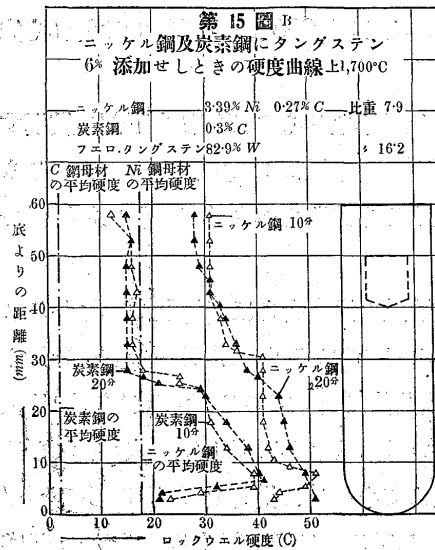 第15図B
ニッケル鋼及炭素鋼にタングステン
6% 添加せしときの硬度曲線上1,700°C
ニッケル鋼 3.39% Ni 0.27% C 比重 7.9
炭素鋼 0.3% C
フエロ・タングステン 82.9% W 〃 16.2
C 鋼母材の平均硬度
Ni 鋼母材の平均硬度
底よりの距離(mm)
60
50
40
30
20
10
0
ニッケル鋼 10分
炭素鋼 20分
ニッケル鋼 20分
炭素鋼の平均硬度
炭素鋼 10分
ニッケル鋼の平均硬度
0 10 20 30 40 50
ロックウエル硬度(C)